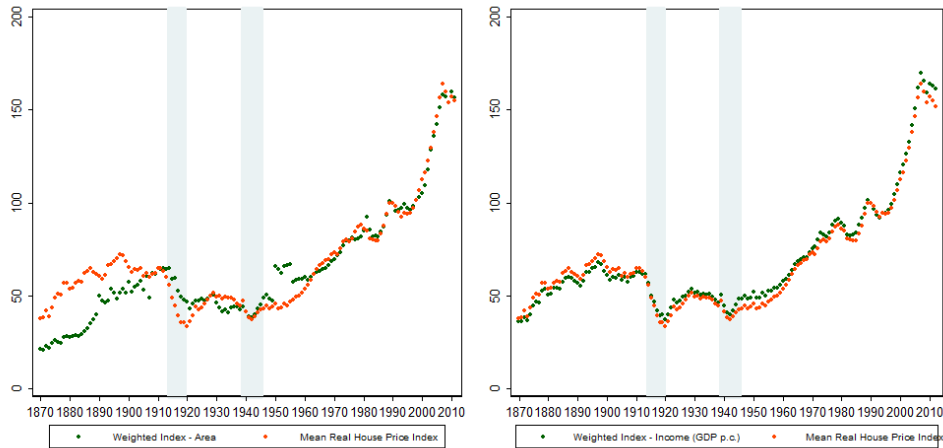 200
150
100
50
0
1870 1880 1890 1900 1910 1920 1930 1940 1950 1960 1970 1980 1990 2000 2010
Weighted Index - Area Mean Real House Price Index
200
150
100
50
0
1870 1880 1890 1900 1910 1920 1930 1940 1950 1960 1970 1980 1990 2000 2010
Weighted Index - Income (GDP p.c.) Mean Real House Price Index